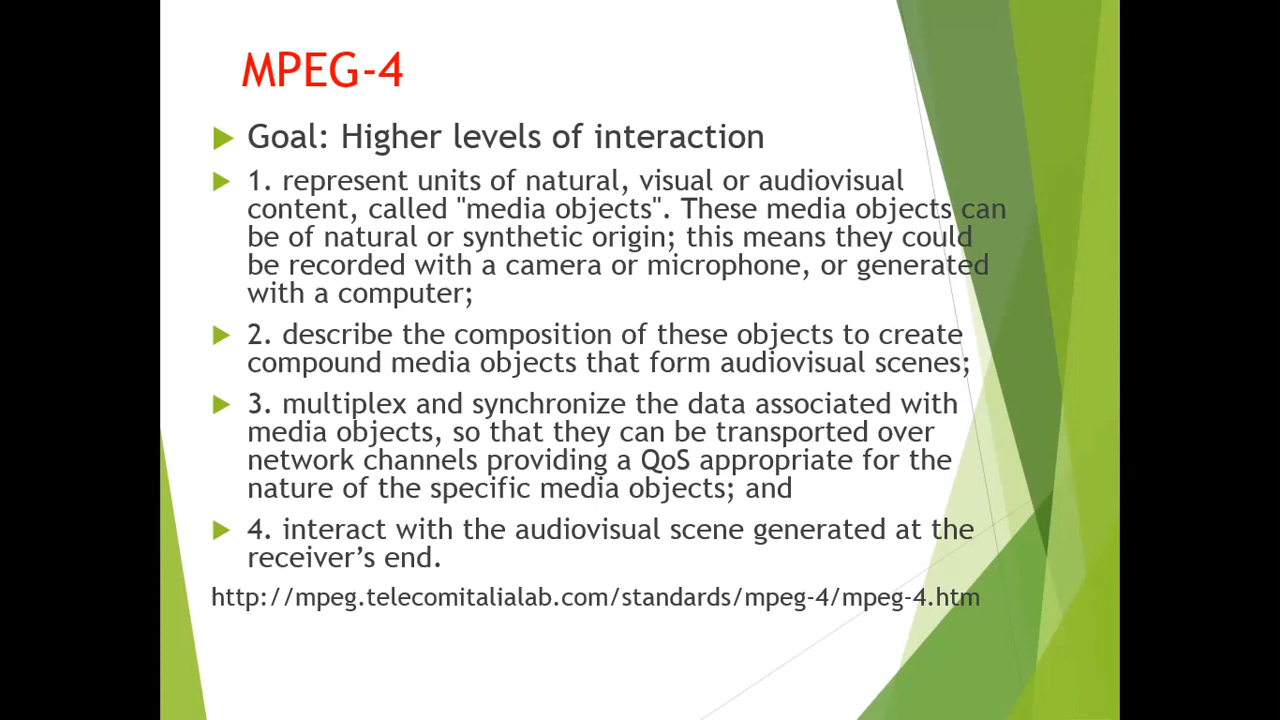 MPEG-4
Goal: Higher levels of interaction
1. represent units of natural, visual or audiovisual
content, called "media objects". These media objects can
be of natural or synthetic origin; this means they could
be recorded with a camera or microphone, or generated
with a computer;
2. describe the composition of these objects to create
compound media objects that form audiovisual scenes;
3. multiplex and synchronize the data associated with
media objects, so that they can be transported over
network channels providing a QoS appropriate for the
nature of the specific media objects; and
4. interact with the audiovisual scene generated at the
receiver’s end.
http://mpeg.telecomitalialab.com/standards/mpeg-4/mpeg-4.htm